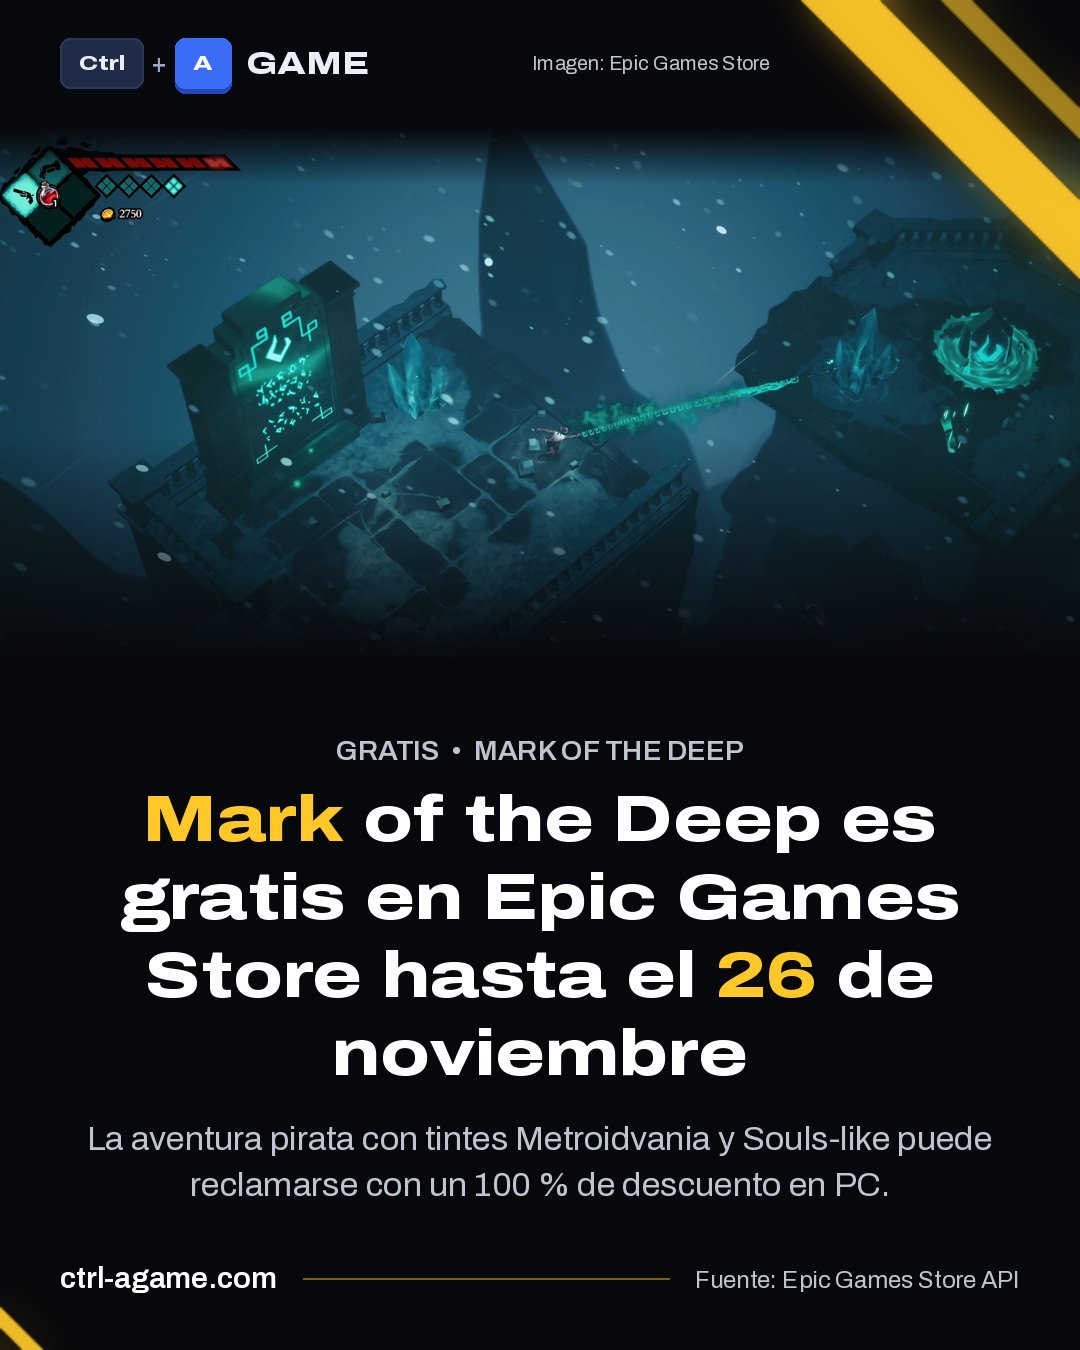 Ctrl + A GAME
Imagen: Epic Games Store
2750
GRATIS • MARK OF THE DEEP
Mark of the Deep es
gratis en Epic Games
Store hasta el 26 de
noviembre
La aventura pirata con tintes Metroidvania y Souls-like puede
reclamarse con un 100 % de descuento en PC.
ctrl-agame.com
Fuente: Epic Games Store API